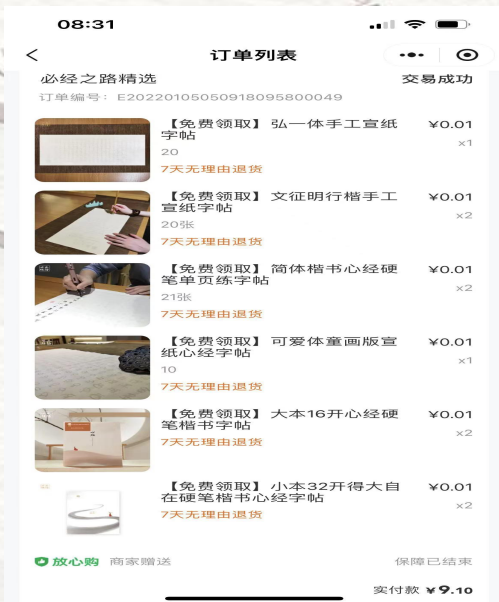 08:31
订单列表
必经之路精选 交易成功
订单编号：E20220105050918095800049
【免费领取】弘一体手工宣纸 ¥0.01
字帖 x1
20
7天无理由退货
【免费领取】文征明行楷手工 ¥0.01
宣纸字帖 x2
20张
7天无理由退货
【免费领取】简体楷书心经硬 ¥0.01
笔单页练字帖 x2
21张
7天无理由退货
【免费领取】可爱体童画版宣 ¥0.01
纸心经字帖 x1
10
7天无理由退货
【免费领取】大本16开心经硬 ¥0.01
笔楷书字帖 x2
7天无理由退货
【免费领取】小本32开得大自 ¥0.01
在硬笔楷书心经字帖 x2
7天无理由退货
放心购 商家赠送 保障已结束
实付款 ¥9.10